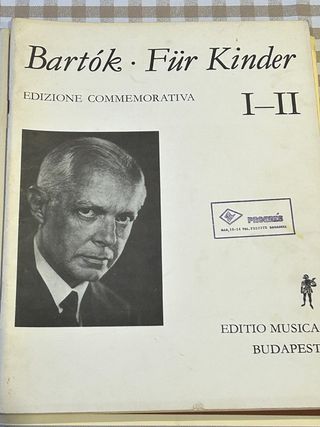 Bartók · Für Kinder
EDIZIONE COMMEMORATIVA
I–II
EDITIO MUSICA
BUDAPEST